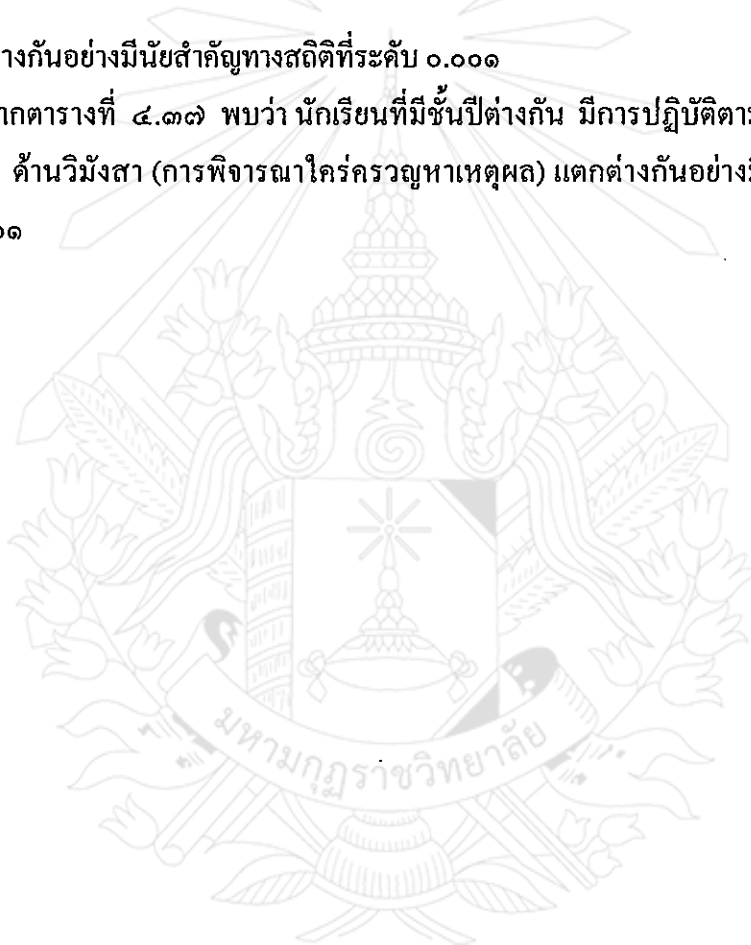 างกันอย่างมีนัยสำคัญทางสถิติที่ระดับ ๐.๐๐๑
ากตารางที่ ๔.๓๗ พบว่า นักเรียนที่มีชั้นปีต่างกัน มีการปฏิบัติตาม
ด้านวิมังสา (การพิจารณาใคร่ครวญหาเหตุผล) แตกต่างกันอย่างมี
๐๑
มหามกุฏราชวิทยาลัย